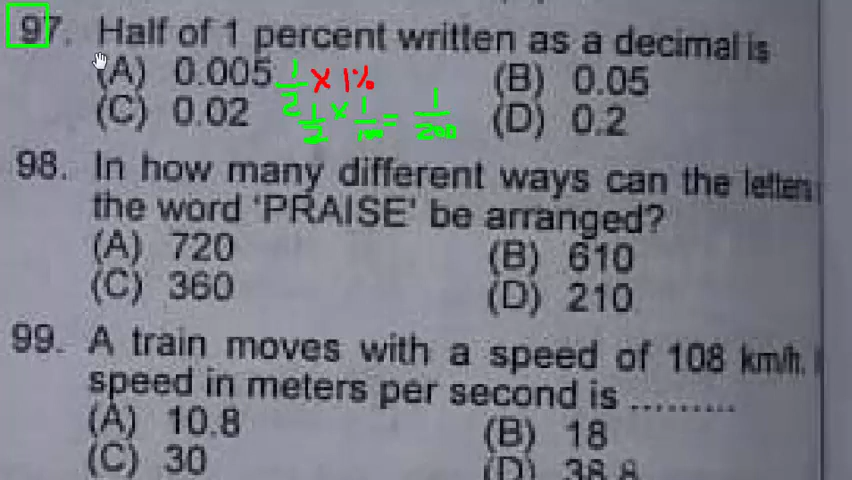 97. Half of 1 percent written as a decimal is
(A) 0.005 (B) 0.05
1/2 × 1%
(C) 0.02 (D) 0.2
1/2 × 1/100 = 1/200
98. In how many different ways can the letters
the word 'PRAISE' be arranged?
(A) 720 (B) 610
(C) 360 (D) 210
99. A train moves with a speed of 108 km/h.
speed in meters per second is .........
(A) 10.8 (B) 18
(C) 30 (D) 38.8